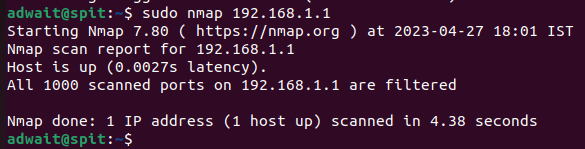 adwait@spit:~$ sudo nmap 192.168.1.1
Starting Nmap 7.80 ( https://nmap.org ) at 2023-04-27 18:01 IST
Nmap scan report for 192.168.1.1
Host is up (0.0027s latency).
All 1000 scanned ports on 192.168.1.1 are filtered

Nmap done: 1 IP address (1 host up) scanned in 4.38 seconds
adwait@spit:~$